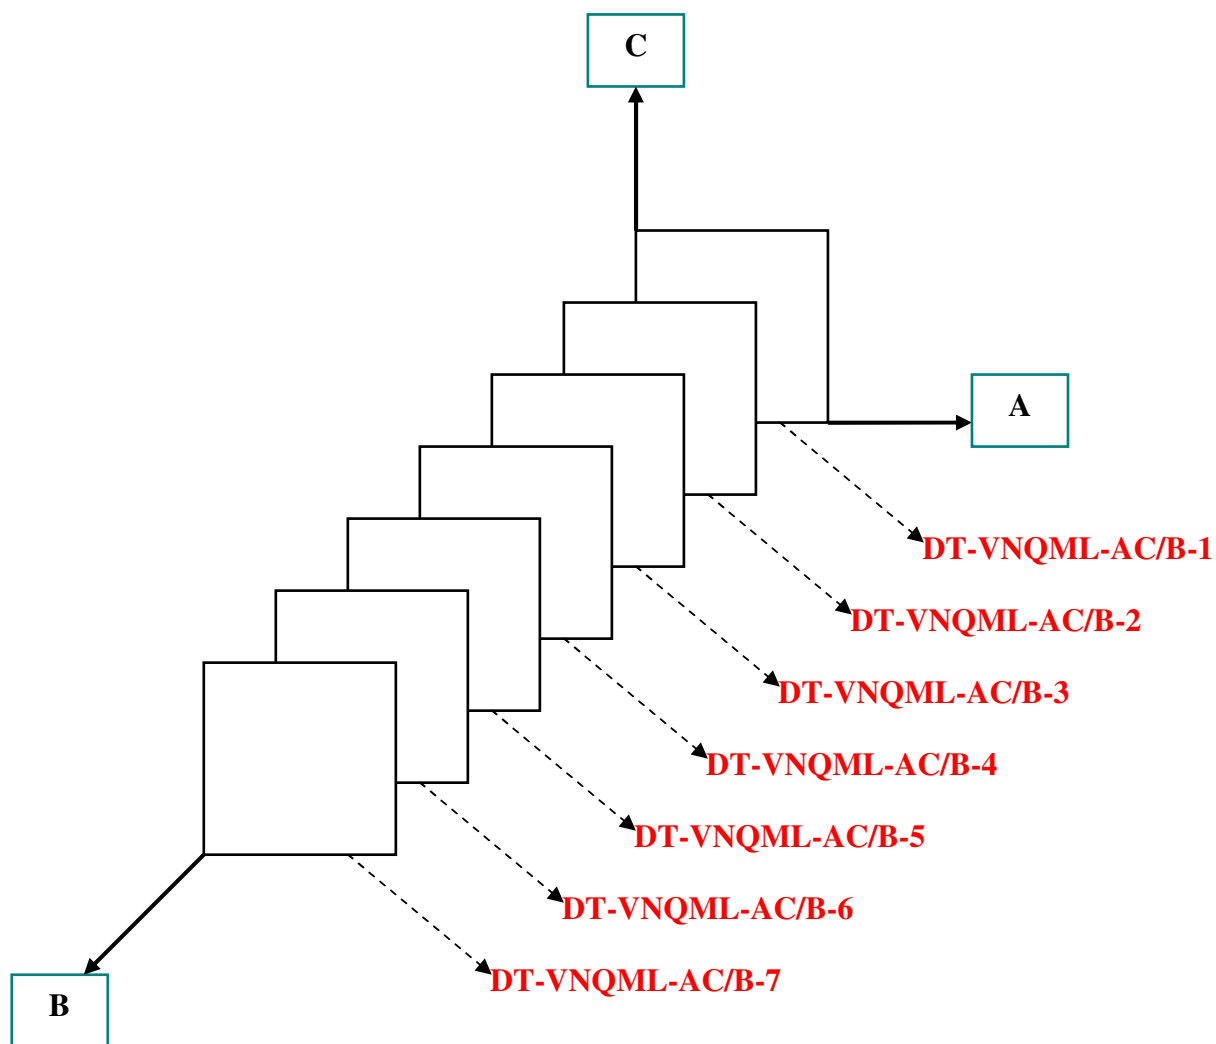 C
A
DT-VNQML-AC/B-1
DT-VNQML-AC/B-2
DT-VNQML-AC/B-3
DT-VNQML-AC/B-4
DT-VNQML-AC/B-5
DT-VNQML-AC/B-6
DT-VNQML-AC/B-7
B